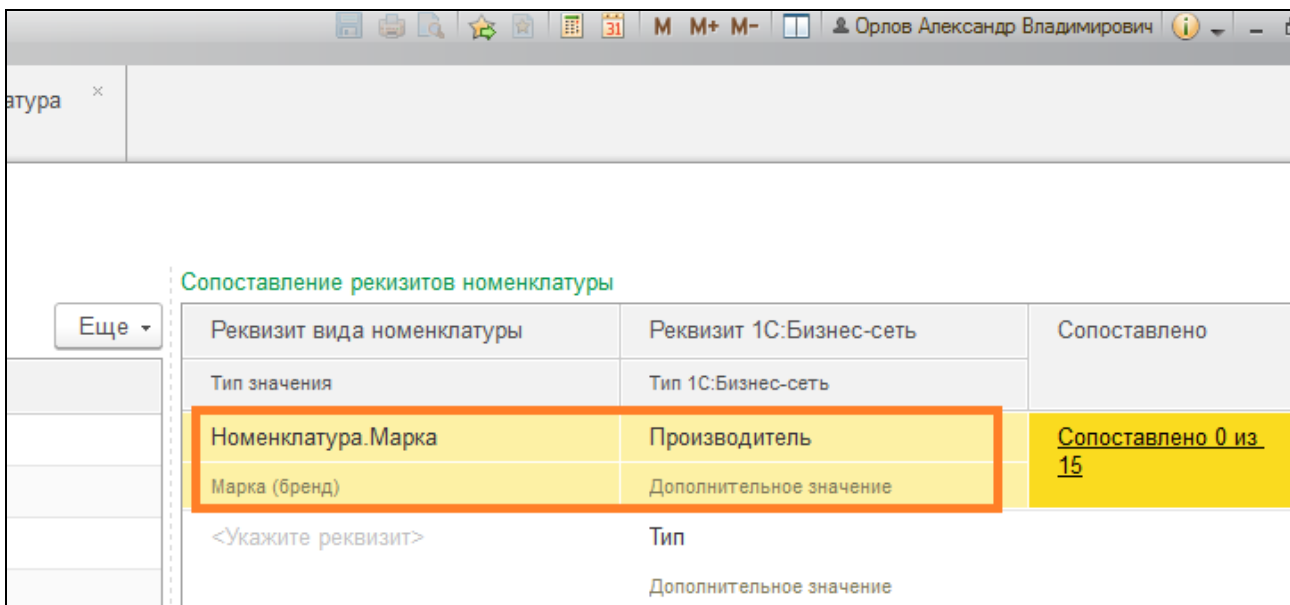 31 M M+ M- Орлов Александр Владимирович i
атура ×
Сопоставление рекизитов номенклатуры
Еще
Реквизит вида номенклатуры Реквизит 1С:Бизнес-сеть Сопоставлено
Тип значения Тип 1С:Бизнес-сеть
Номенклатура.Марка Производитель Сопоставлено 0 из
15
Марка (бренд) Дополнительное значение
<Укажите реквизит> Тип
Дополнительное значение